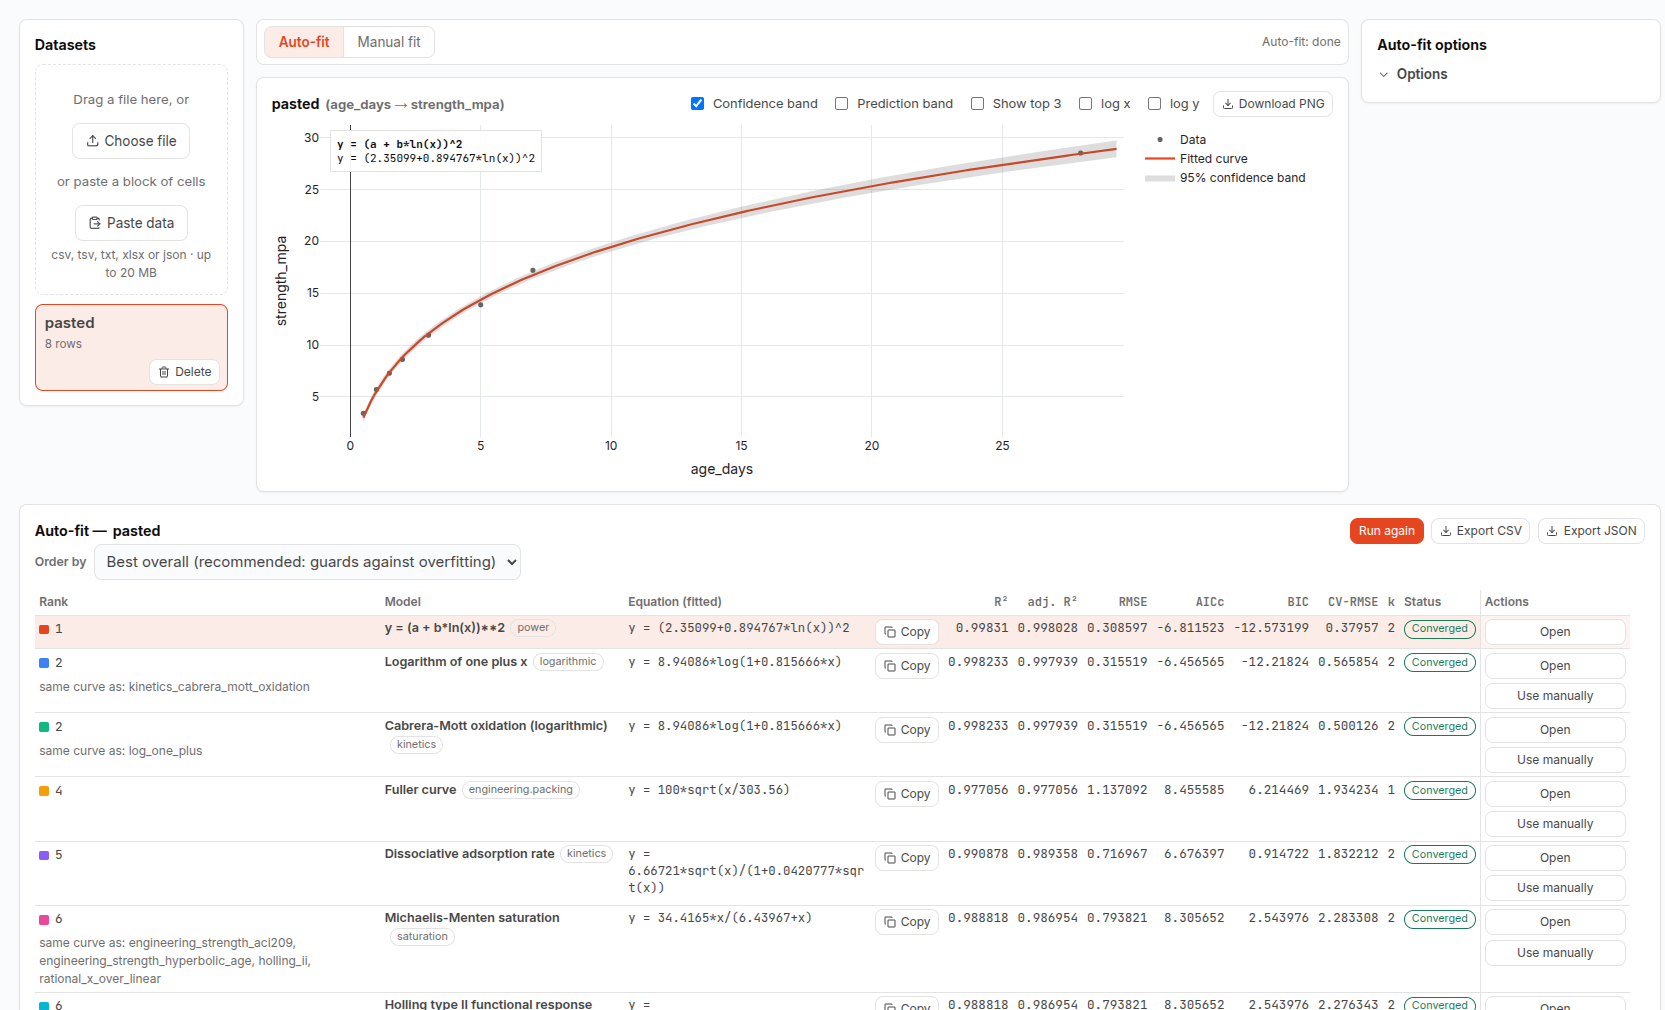 Datasets
Drag a file here, or
Choose file
or paste a block of cells
Paste data
csv, tsv, txt, xlsx or json · up
to 20 MB
pasted
8 rows
Delete
Auto-fit
Manual fit
Auto-fit: done
pasted (age_days → strength_mpa)
Confidence band
Prediction band
Show top 3
log x
log y
Download PNG
y = (a + b*ln(x))^2
y = (2.35099+0.894767*ln(x))^2
30
25
20
15
10
5
strength_mpa
0 5 10 15 20 25
age_days
Data
Fitted curve
95% confidence band
Auto-fit options
Options
Auto-fit — pasted
Run again
Export CSV
Export JSON
Order by
Best overall (recommended: guards against overfitting)
Rank Model Equation (fitted) R² adj. R² RMSE AICc BIC CV-RMSE k Status Actions
1 y = (a + b*ln(x))**2 power y = (2.35099+0.894767*ln(x))^2 Copy 0.99831 0.998028 0.308597 -6.811523 -12.573199 0.37957 2 Converged Open
2 Logarithm of one plus x logarithmic y = 8.94086*log(1+0.815666*x) Copy 0.998233 0.997939 0.315519 -6.456565 -12.21824 0.565854 2 Converged Open
same curve as: kinetics_cabrera_mott_oxidation
Use manually
2 Cabrera-Mott oxidation (logarithmic) y = 8.94086*log(1+0.815666*x) Copy 0.998233 0.997939 0.315519 -6.456565 -12.21824 0.500126 2 Converged Open
kinetics
same curve as: log_one_plus
Use manually
4 Fuller curve engineering.packing y = 100*sqrt(x/303.56) Copy 0.977056 0.977056 1.137092 8.455585 6.214469 1.934234 1 Converged Open
Use manually
5 Dissociative adsorption rate kinetics y = Copy 0.990878 0.989358 0.716967 6.676397 0.914722 1.832212 2 Converged Open
6.66721*sqrt(x)/(1+0.0420777*sqr
t(x))
Use manually
6 Michaelis-Menten saturation y = 34.4165*x/(6.43967+x) Copy 0.988818 0.986954 0.793821 8.305652 2.543976 2.283308 2 Converged Open
saturation
same curve as: engineering_strength_aci209,
engineering_strength_hyperbolic_age, holling_ii,
rational_x_over_linear
Use manually
6 Holling type II functional response y = Copy 0.988818 0.986954 0.793821 8.305652 2.543976 2.276343 2 Converged Open